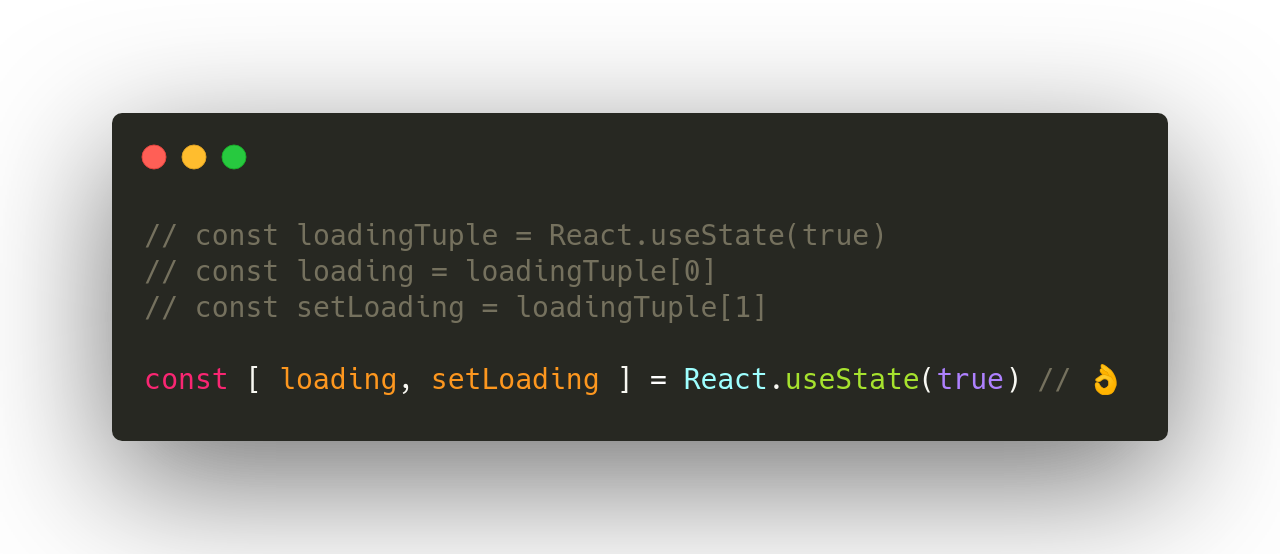 // const loadingTuple = React.useState(true)
// const loading = loadingTuple[0]
// const setLoading = loadingTuple[1]
const [ loading, setLoading ] = React.useState(true) // 👌